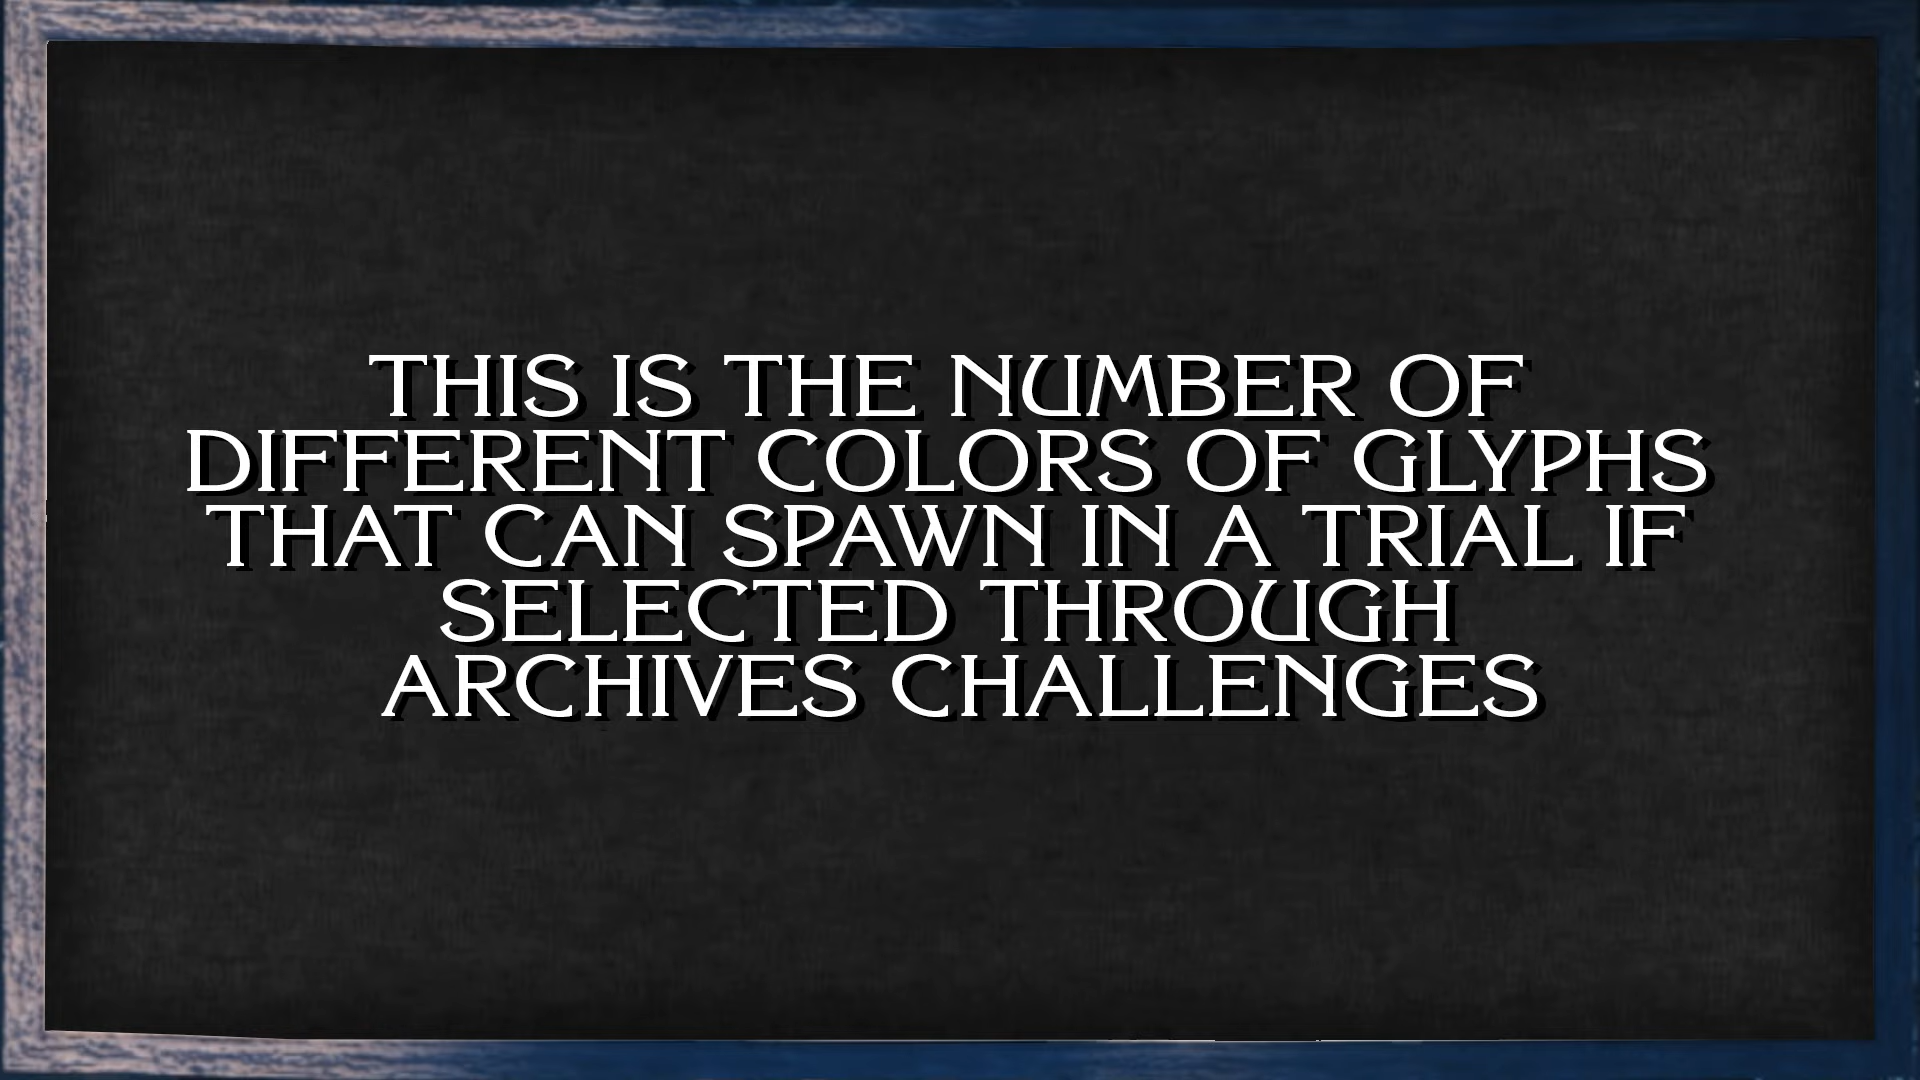 THIS IS THE NUMBER OF
DIFFERENT COLORS OF GLYPHS
THAT CAN SPAWN IN A TRIAL IF
SELECTED THROUGH
ARCHIVES CHALLENGES